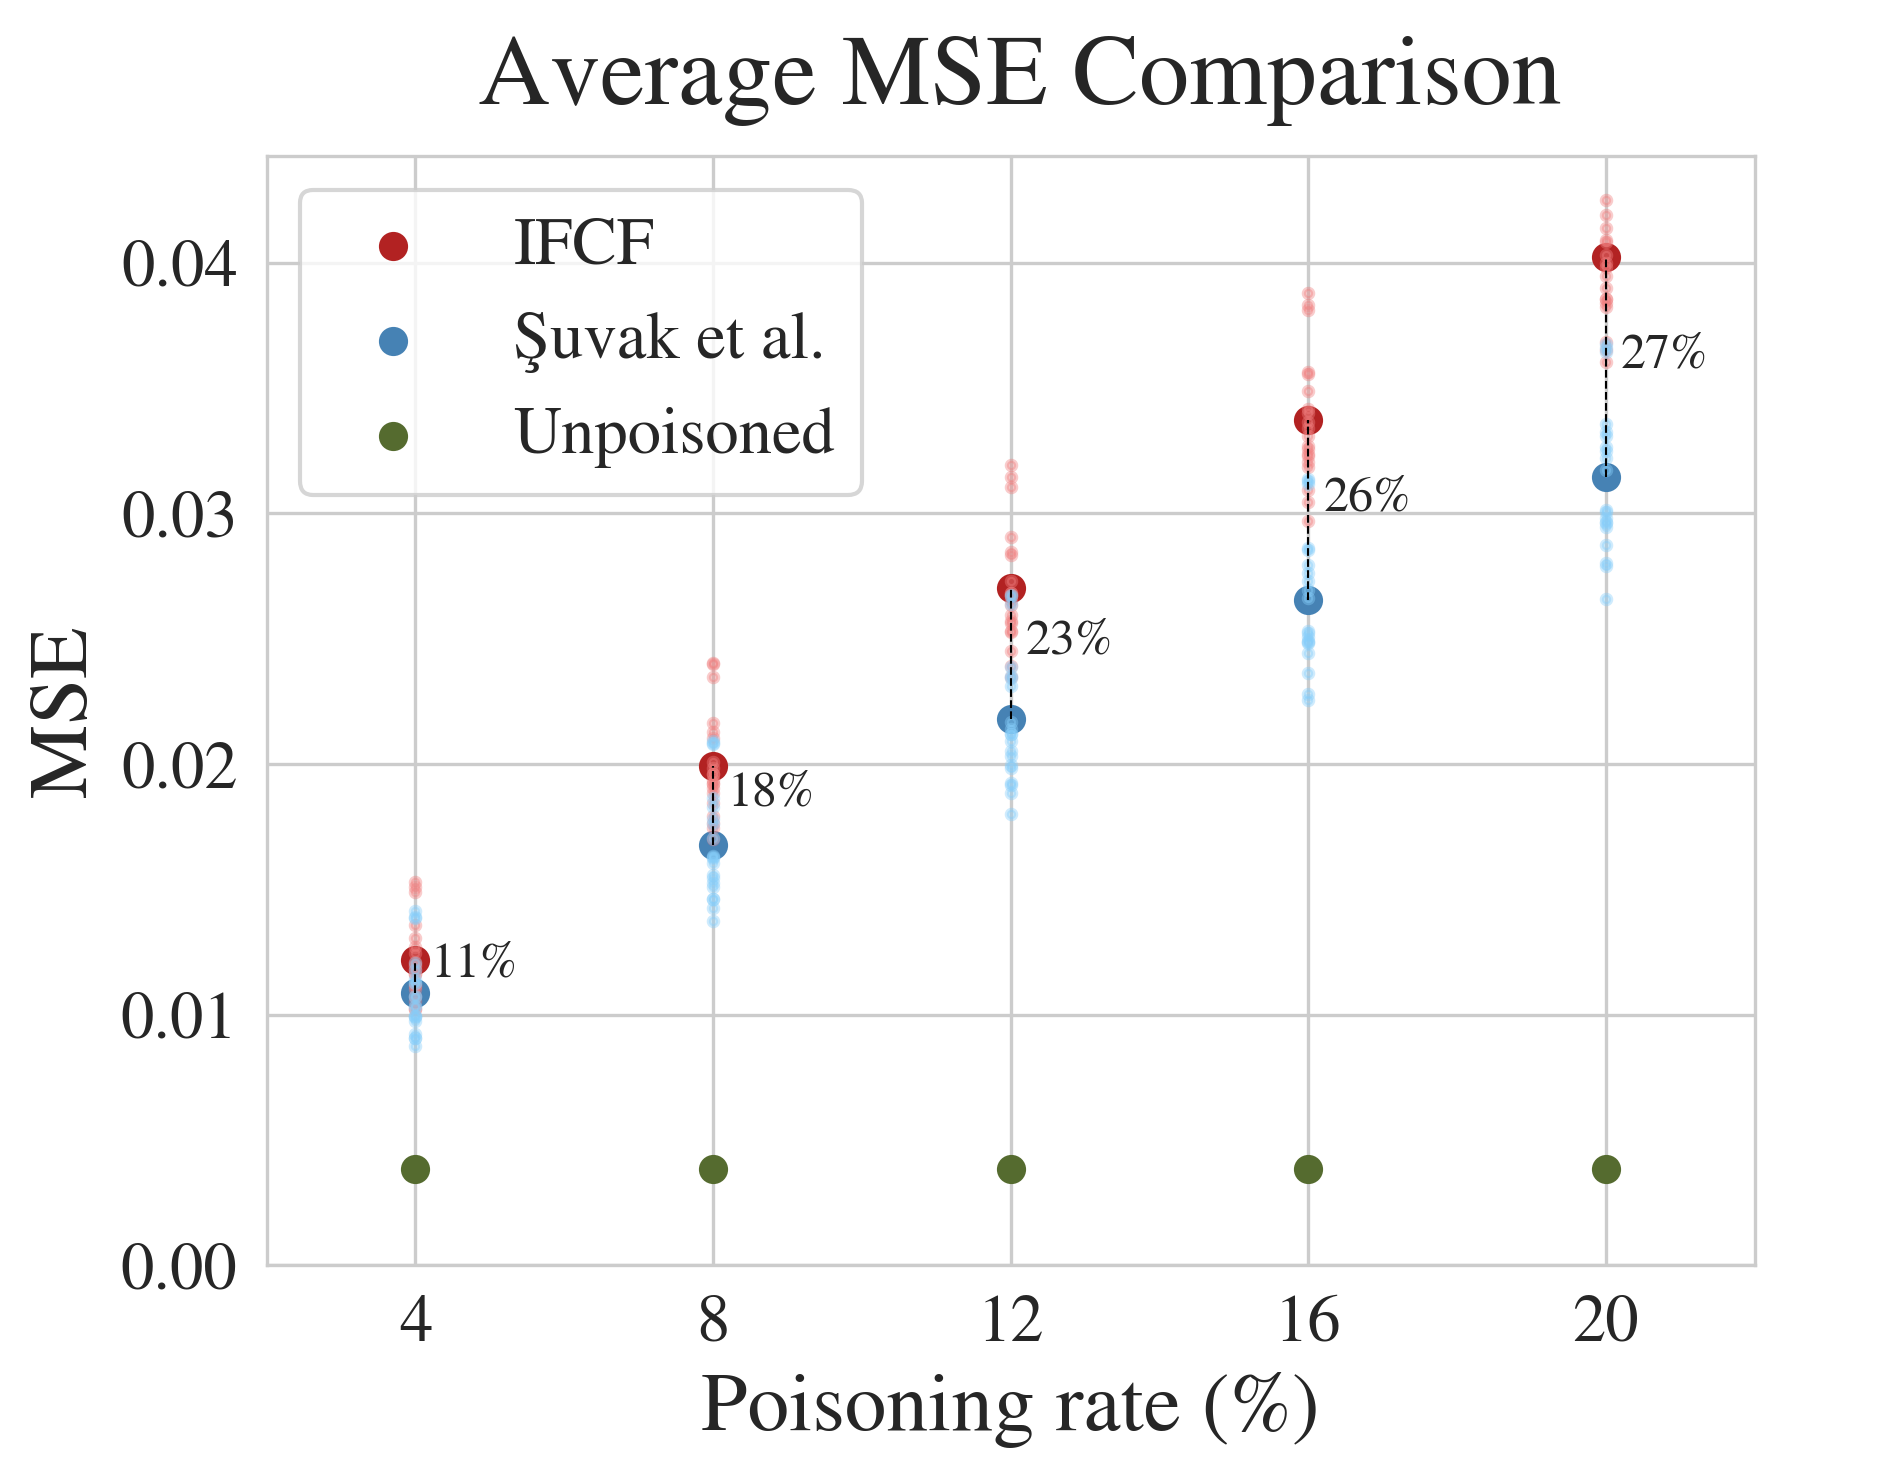 Average MSE Comparison
IFCF
Şuvak et al.
Unpoisoned
MSE
0.04
0.03
0.02
0.01
0.00
11%
18%
23%
26%
27%
4 8 12 16 20
Poisoning rate (%)